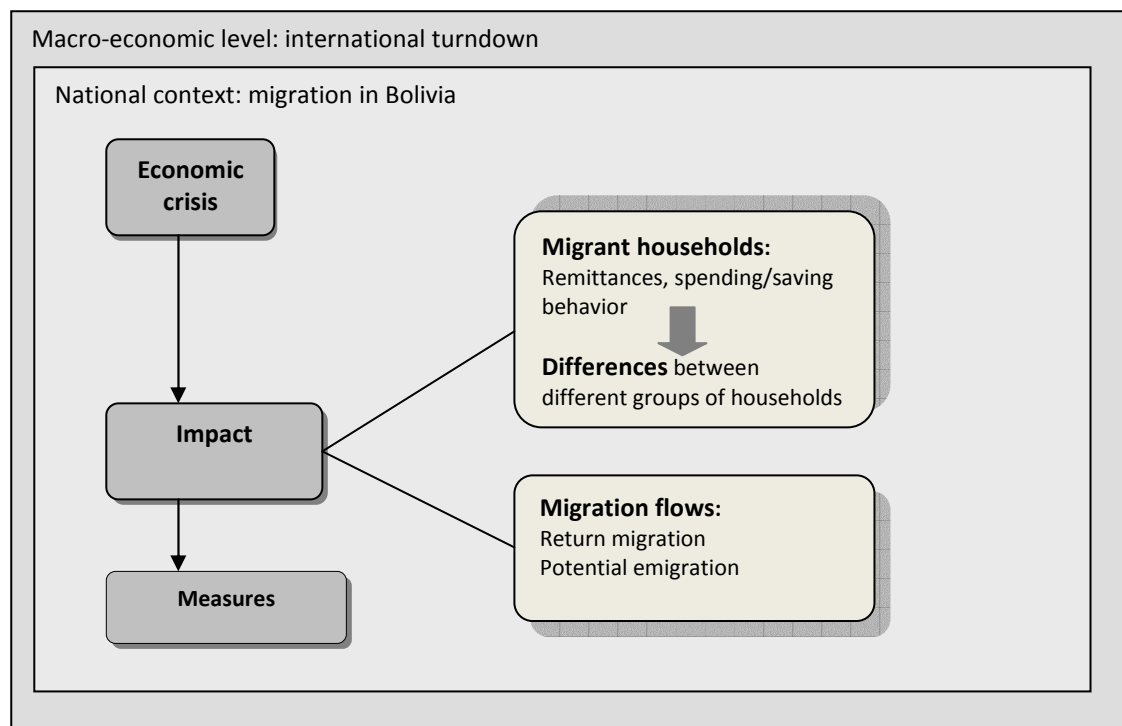 Macro-economic level: international turndown
National context: migration in Bolivia
Economic
crisis
Impact
Measures
Migrant households:
Remittances, spending/saving
behavior
Differences between
different groups of households
Migration flows:
Return migration
Potential emigration